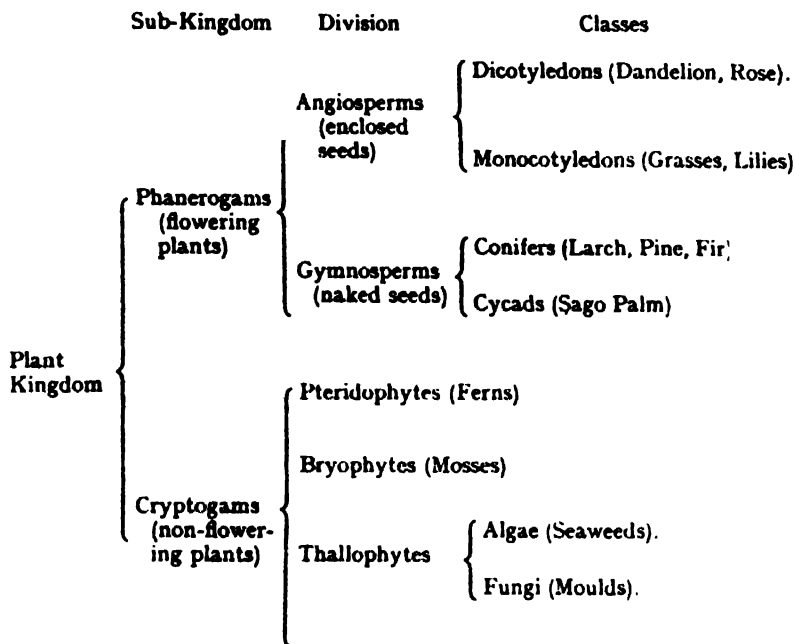 Sub-Kingdom Division Classes
Dicotyledons (Dandelion, Rose).
Angiosperms
(enclosed
seeds)
Monocotyledons (Grasses, Lilies)
Phanerogams
(flowering
plants)
Conifers (Larch, Pine, Fir)
Gymnosperms
(naked seeds)
Cycads (Sago Palm)
Plant
Kingdom
Pteridophytes (Ferns)
Bryophytes (Mosses)
Cryptogams
(non-flower-
ing plants)
Algae (Seaweeds).
Thallophytes
Fungi (Moulds).